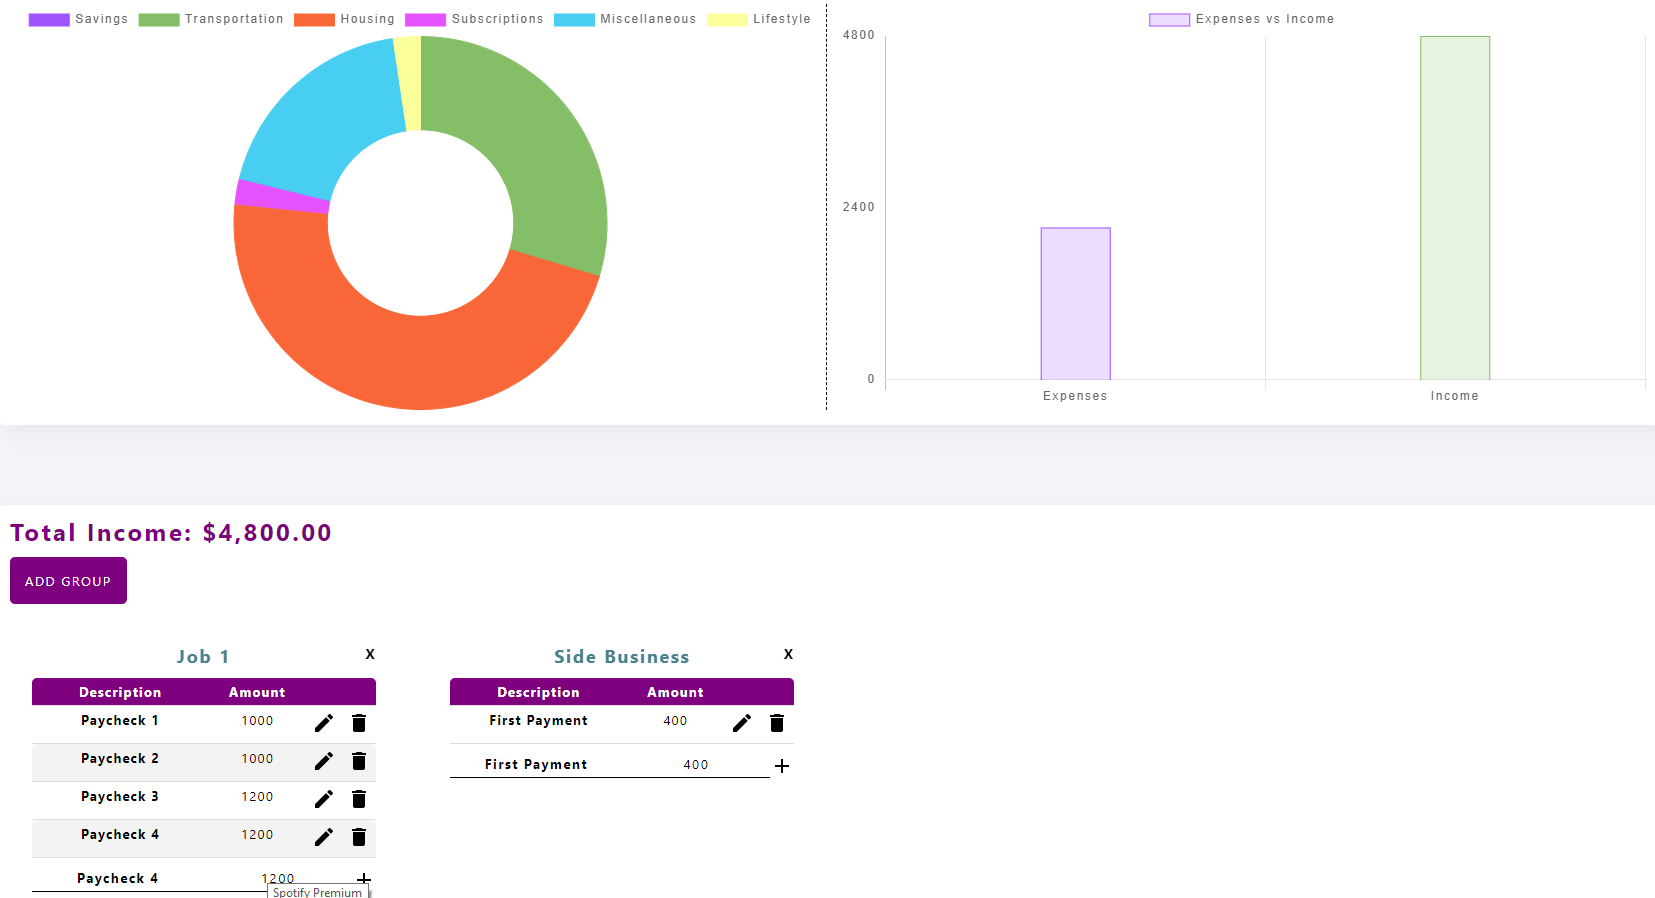 Savings Transportation Housing Subscriptions Miscellaneous Lifestyle
Expenses vs Income
4800
2400
0
Expenses Income
Total Income: $4,800.00
ADD GROUP
Job 1 X
Description Amount
Paycheck 1 1000
Paycheck 2 1000
Paycheck 3 1200
Paycheck 4 1200
Paycheck 4 1200
Spotify Premium
Side Business X
Description Amount
First Payment 400
First Payment 400